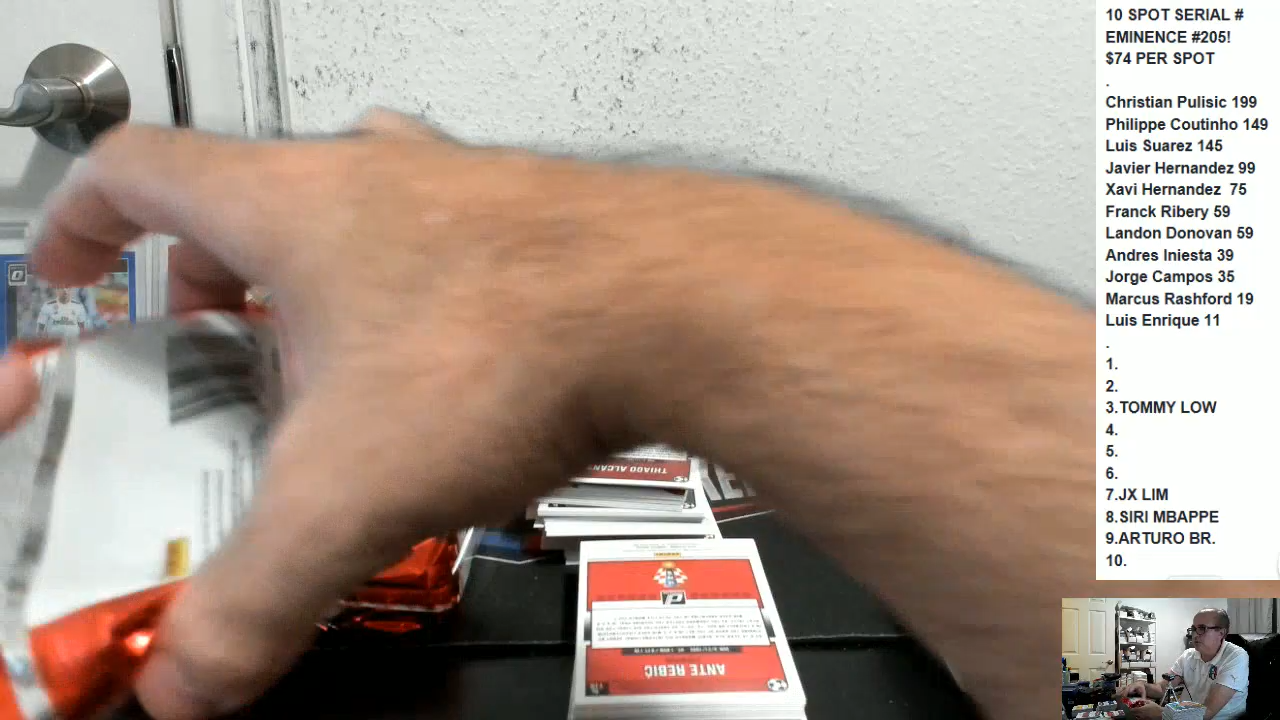 10 SPOT SERIAL #
EMINENCE #205!
$74 PER SPOT
.
Christian Pulisic 199
Philippe Coutinho 149
Luis Suarez 145
Javier Hernandez 99
Xavi Hernandez 75
Franck Ribery 59
Landon Donovan 59
Andres Iniesta 39
Jorge Campos 35
Marcus Rashford 19
Luis Enrique 11
.
1.
2.
3.TOMMY LOW
4.
5.
6.
7.JX LIM
8.SIRI MBAPPE
9.ARTURO BR.
10.
THIAGO ALCAN
ANTE REBIĆ